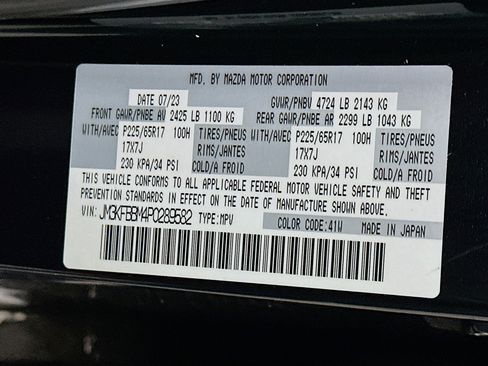 MFD. BY MAZDA MOTOR CORPORATION
DATE 07/23 GVWR/PNBV 4724 LB 2143 KG
FRONT GAWR/PNBE AV 2425 LB 1100 KG REAR GAWR/PNBE AR 2299 LB 1043 KG
WITH/AVEC P225/65R17 100H TIRES/PNEUS WITH/AVEC P225/65R17 100H TIRES/PNEUS
17X7J RIMS/JANTES 17X7J RIMS/JANTES
230 KPA/34 PSI COLD/A FROID 230 KPA/34 PSI COLD/A FROID
THIS VEHICLE CONFORMS TO ALL APPLICABLE FEDERAL MOTOR VEHICLE SAFETY AND THEFT
PREVENTION STANDARDS IN EFFECT ON THE DATE OF MANUFACTURE SHOWN ABOVE.
VIN: JM3KFBBM4P0289582 TYPE: MPV COLOR CODE: 41W MADE IN JAPAN